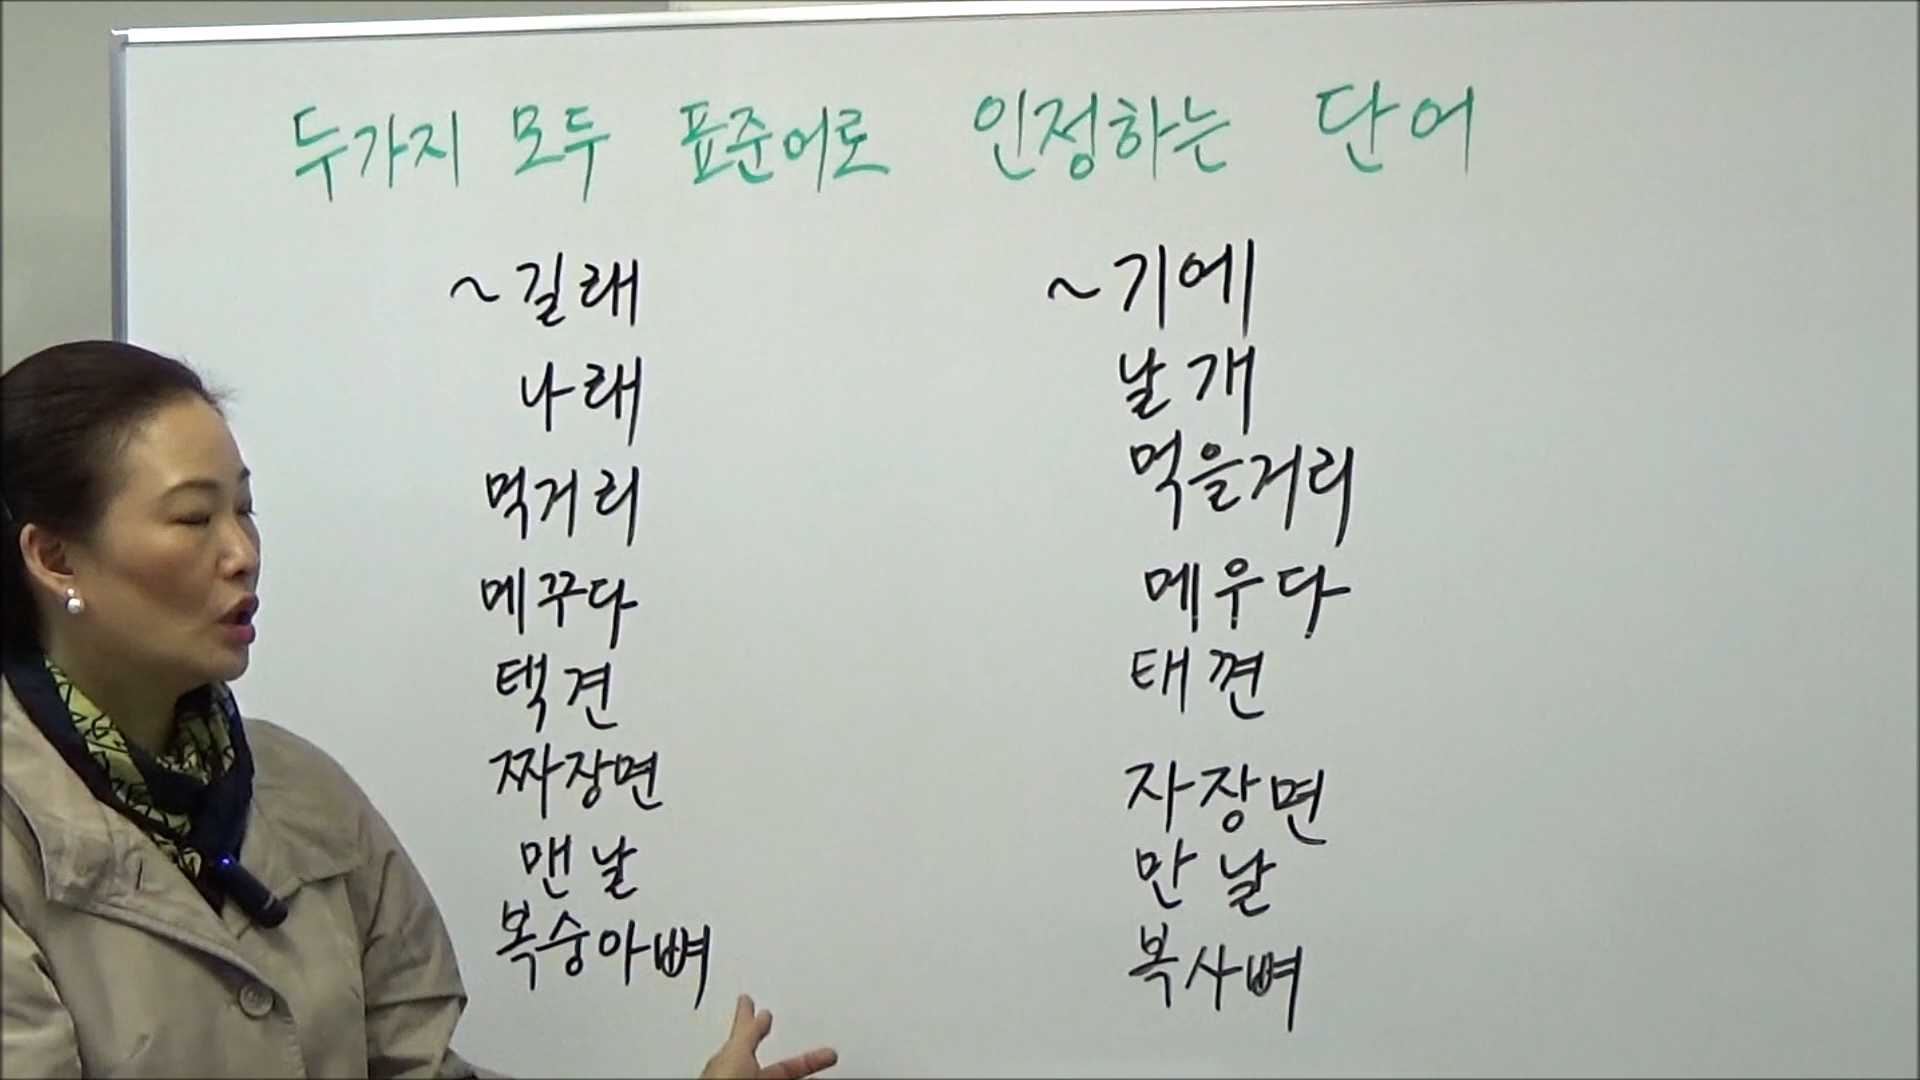 두가지 모두 표준어로 인정하는 단어
~길래 ~기에
나래 날개
먹거리 먹을거리
메꾸다 메우다
택견 태껸
짜장면 자장면
맨날 만날
복숭아뼈 복사뼈